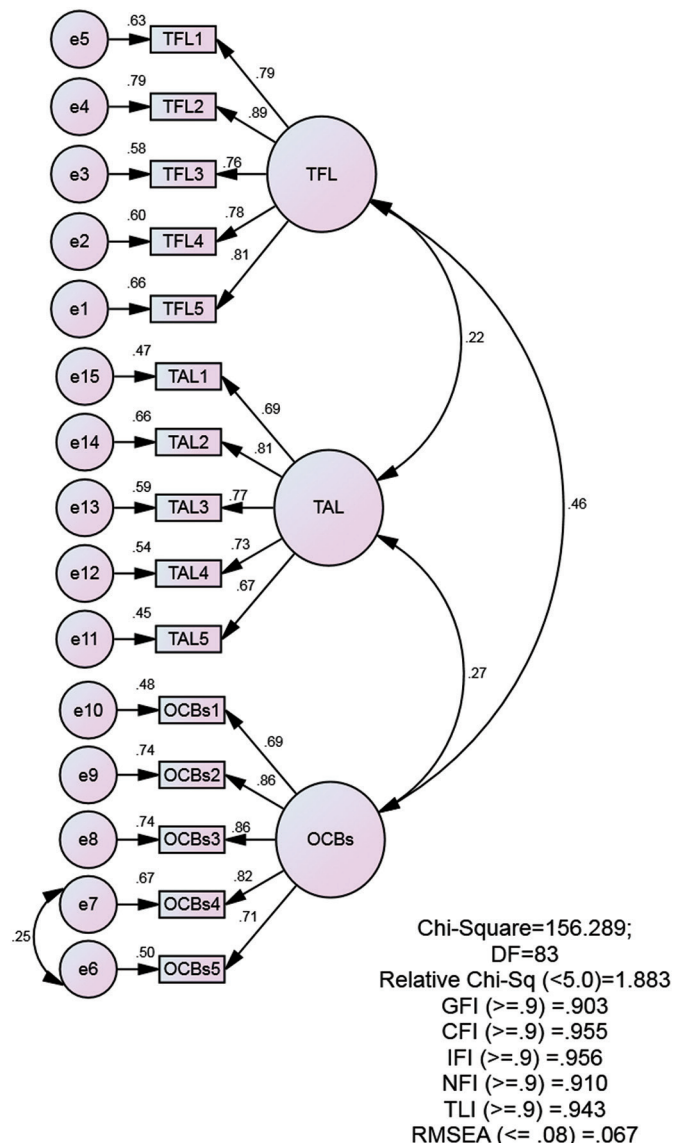 e5 .63 TFL1 .79
e4 .79 TFL2 .89
TFL
e3 .58 TFL3 .76
e2 .60 TFL4 .78
e1 .66 TFL5 .81
.22
e15 .47 TAL1 .69
e14 .66 TAL2 .81
e13 .59 TAL3 .77
TAL
.46
e12 .54 TAL4 .73
e11 .45 TAL5 .67
.27
e10 .48 OCBs1 .69
e9 .74 OCBs2 .86
e8 .74 OCBs3 .86
OCBs
e7 .67 OCBs4 .82
.25
e6 .50 OCBs5 .71
Chi-Square=156.289;
DF=83
Relative Chi-Sq (<5.0)=1.883
GFI (>=.9) =.903
CFI (>=.9) =.955
IFI (>=.9) =.956
NFI (>=.9) =.910
TLI (>=.9) =.943
RMSEA (<= .08) =.067